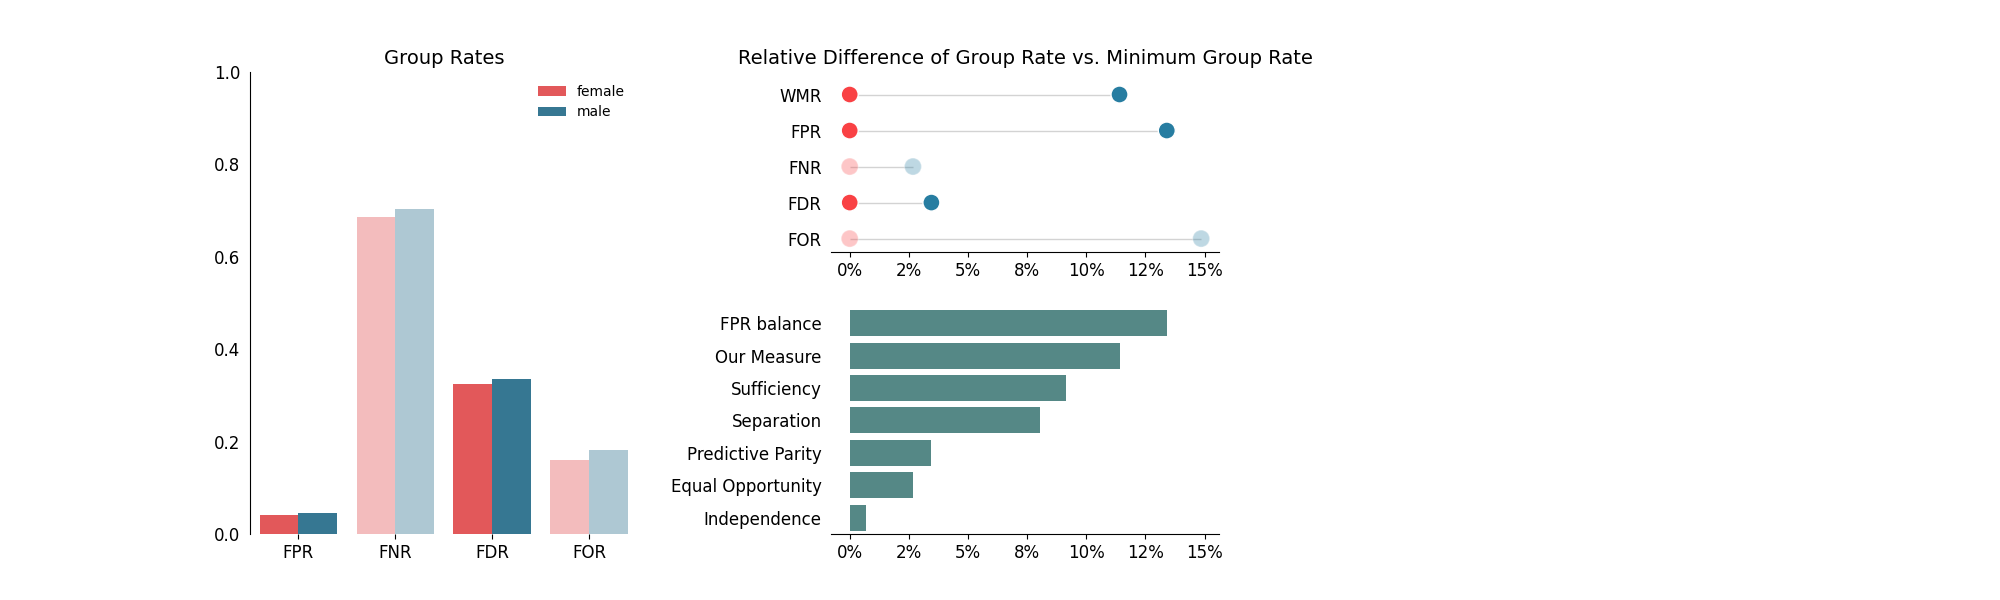 Group Rates
1.0
0.8
0.6
0.4
0.2
0.0
female
male
FPR FNR FDR FOR
Relative Difference of Group Rate vs. Minimum Group Rate
WMR
FPR
FNR
FDR
FOR
0% 2% 5% 8% 10% 12% 15%
FPR balance
Our Measure
Sufficiency
Separation
Predictive Parity
Equal Opportunity
Independence
0% 2% 5% 8% 10% 12% 15%